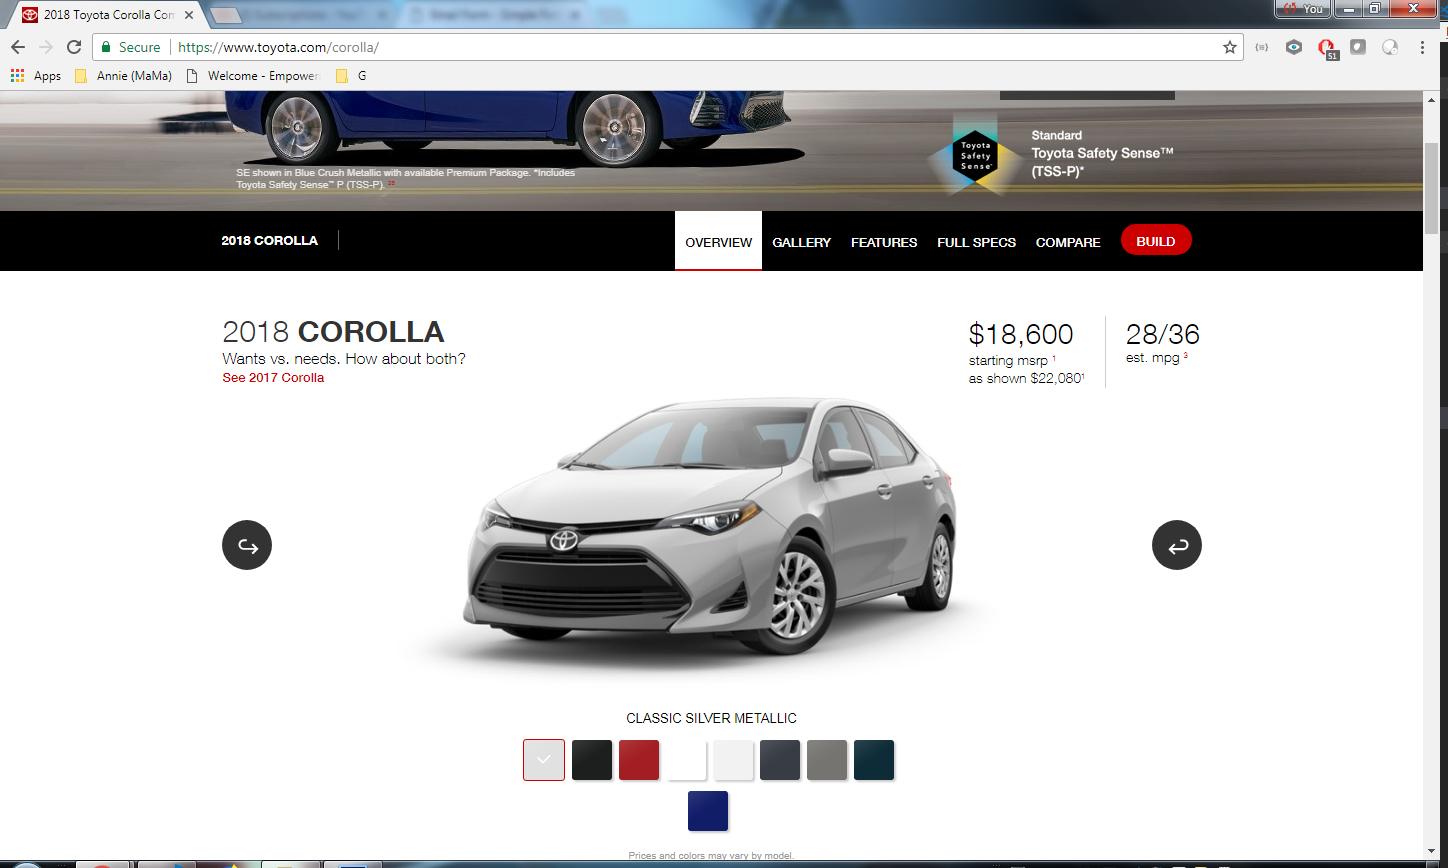 2018 Toyota Corolla Com
You
Secure
https://www.toyota.com/corolla/
51
Apps
Annie (MaMa)
Welcome - Empower
G
SE shown in Blue Crush Metallic with available Premium Package. *Includes
Toyota Safety Sense™ P (TSS-P).
Toyota
Safety
Sense
Standard
Toyota Safety Sense™
(TSS-P)*
2018 COROLLA
OVERVIEW
GALLERY
FEATURES
FULL SPECS
COMPARE
BUILD
2018 COROLLA
Wants vs. needs. How about both?
See 2017 Corolla
$18,600
starting msrp 1
as shown $22,0801
28/36
est. mpg 3
CLASSIC SILVER METALLIC
Prices and colors may vary by model.